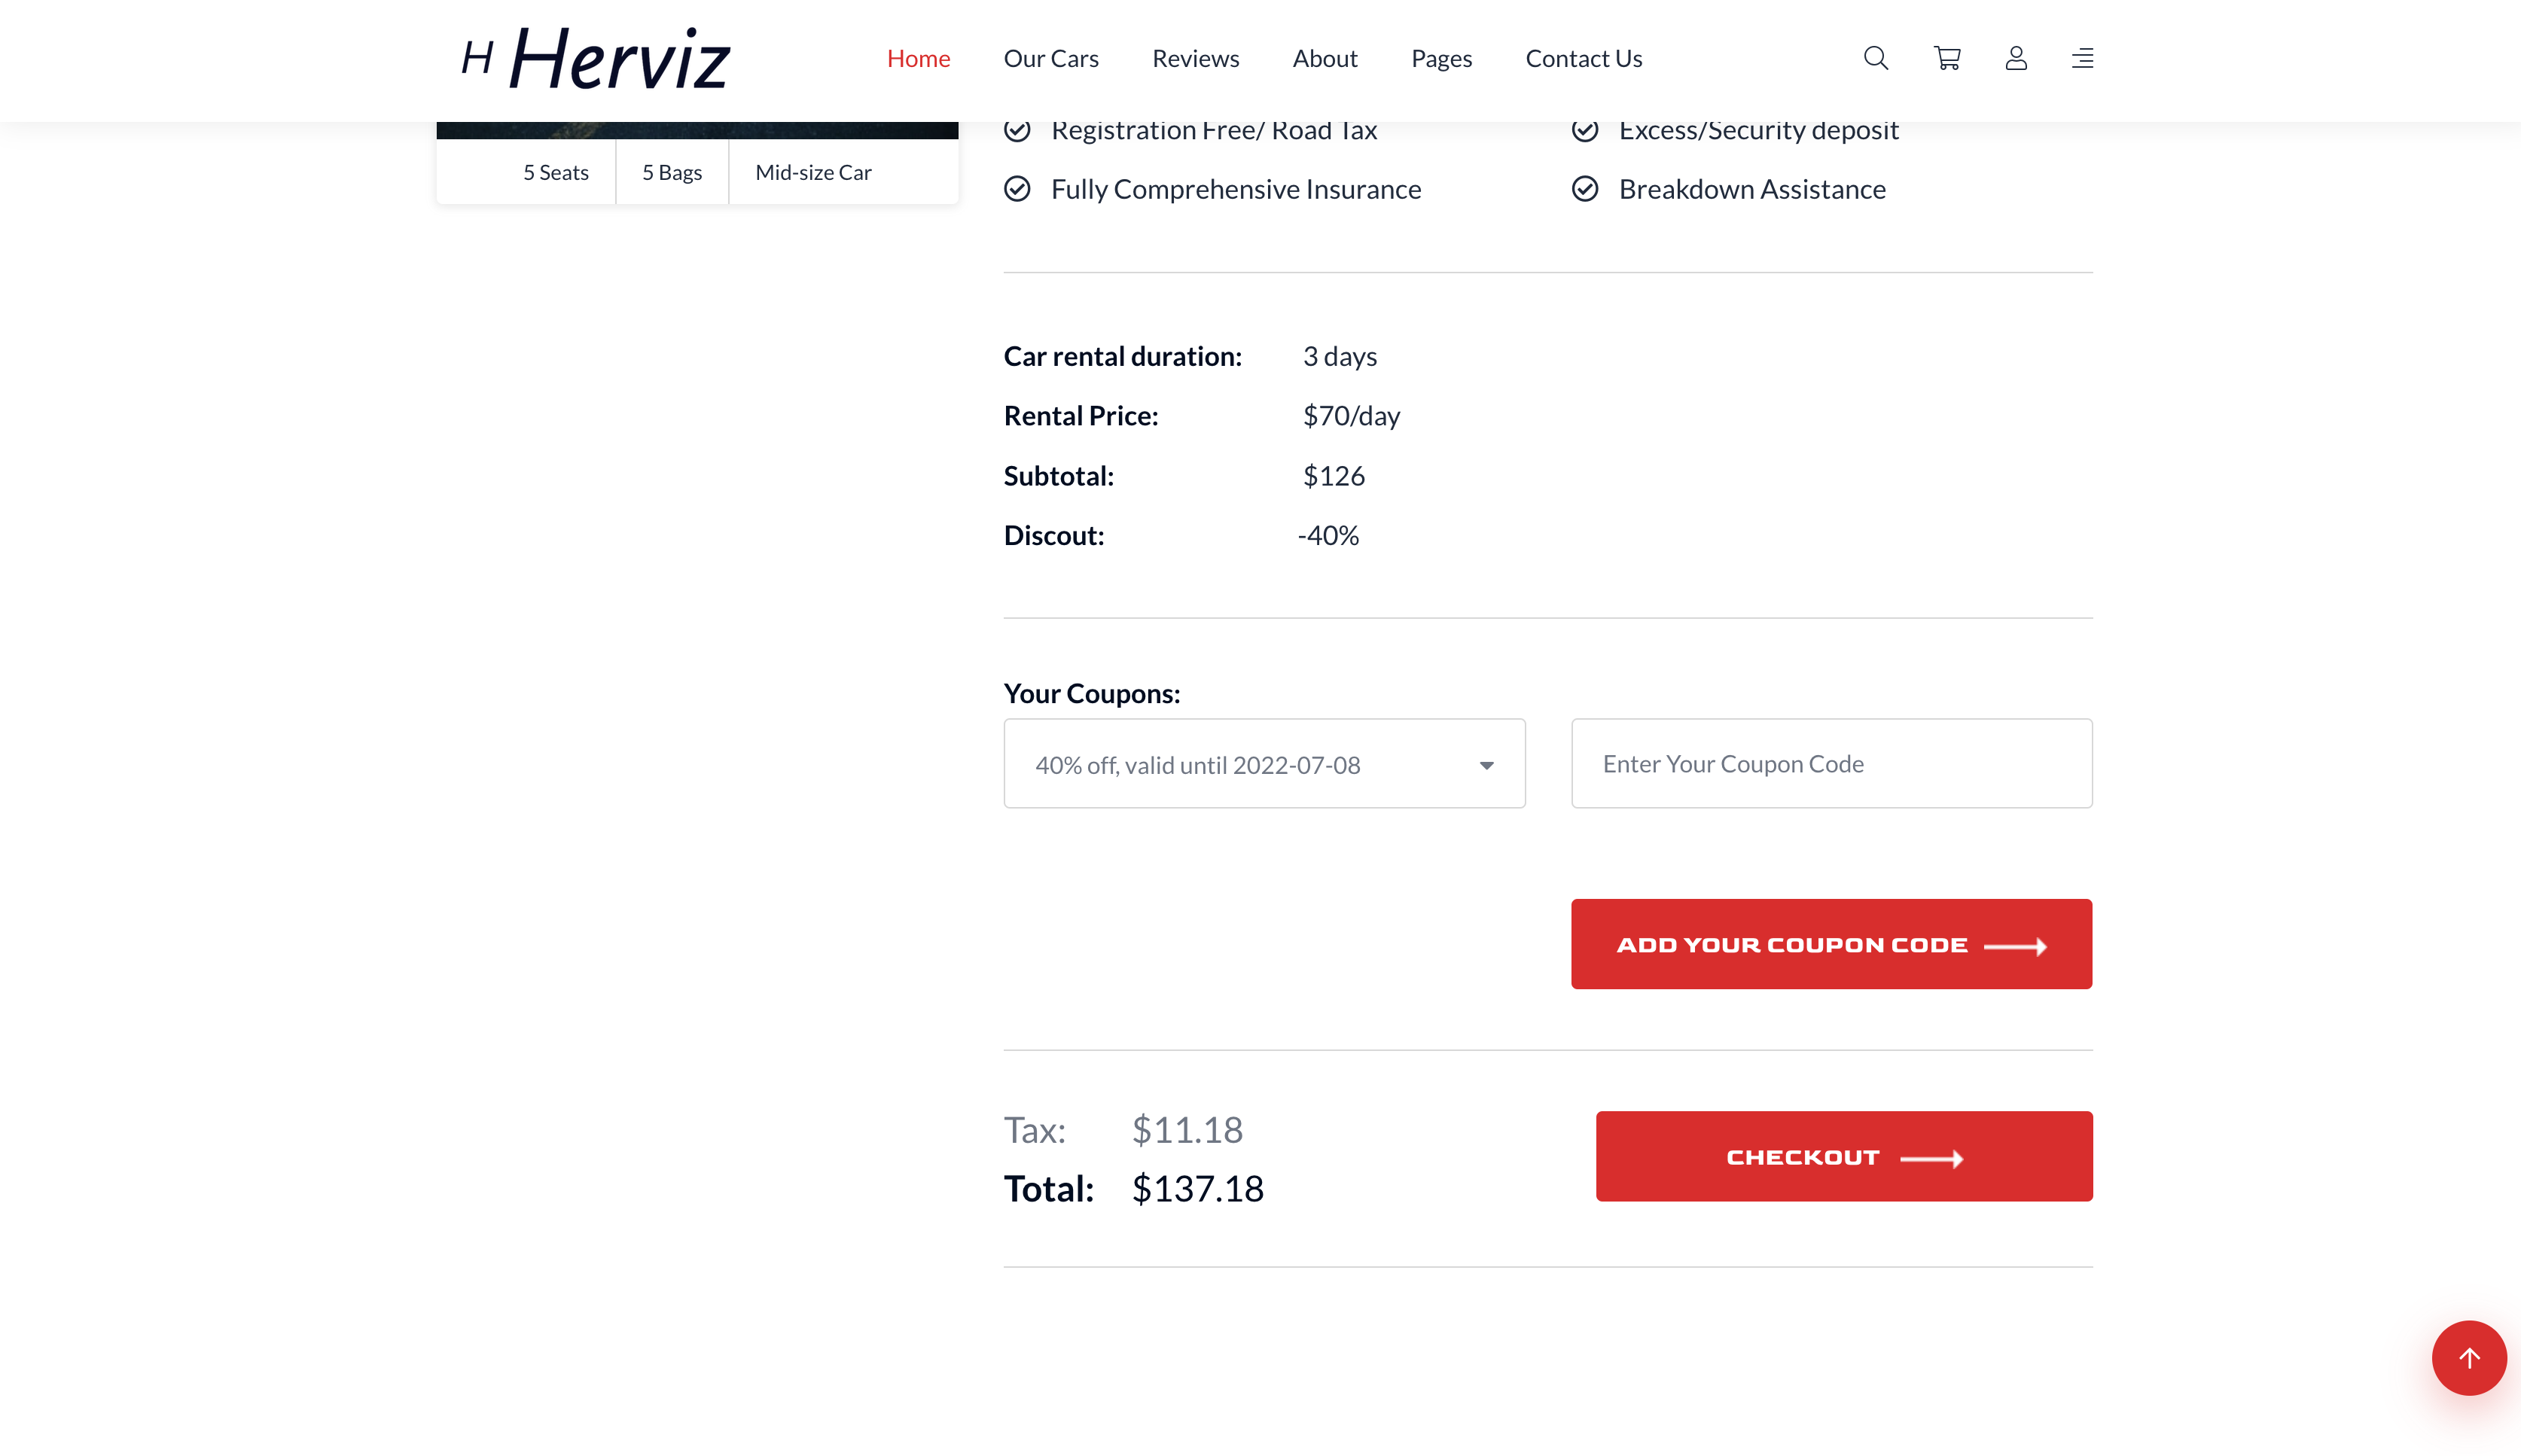 H Herviz Home Our Cars Reviews About Pages Contact Us
Registration Free/ Road Tax Excess/Security deposit
5 Seats 5 Bags Mid-size Car
Fully Comprehensive Insurance Breakdown Assistance
Car rental duration: 3 days
Rental Price: $70/day
Subtotal: $126
Discout: -40%
Your Coupons:
40% off, valid until 2022-07-08 Enter Your Coupon Code
ADD YOUR COUPON CODE
Tax: $11.18
CHECKOUT
Total: $137.18